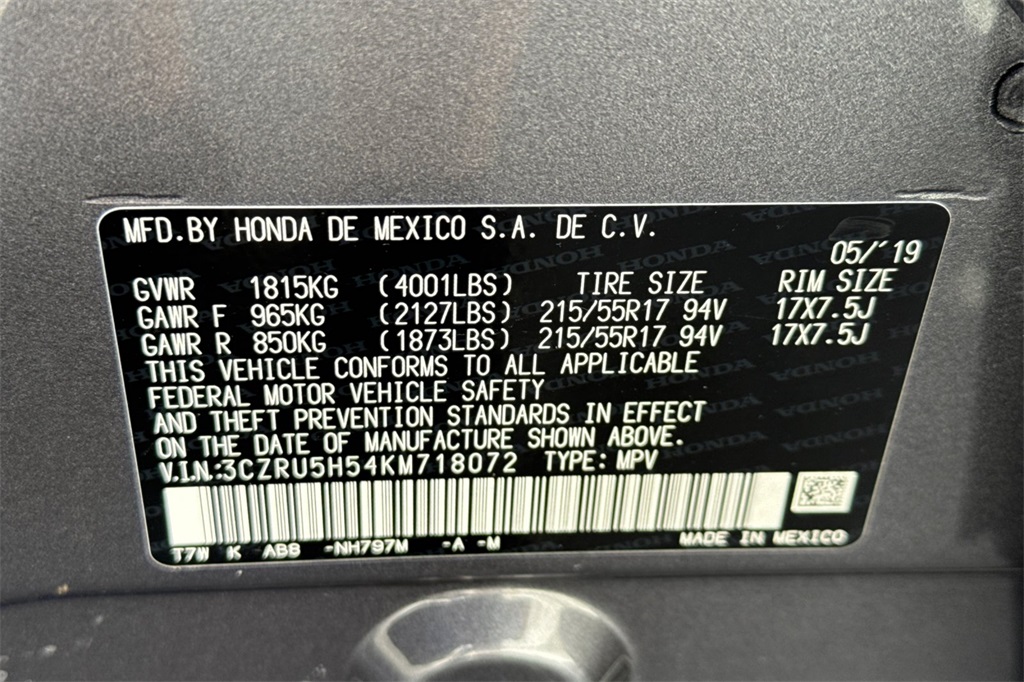 MFD.BY HONDA DE MEXICO S.A. DE C.V.
05/´19
GVWR 1815KG (4001LBS) TIRE SIZE RIM SIZE
GAWR F 965KG (2127LBS) 215/55R17 94V 17X7.5J
GAWR R 850KG (1873LBS) 215/55R17 94V 17X7.5J
THIS VEHICLE CONFORMS TO ALL APPLICABLE
FEDERAL MOTOR VEHICLE SAFETY
AND THEFT PREVENTION STANDARDS IN EFFECT
ON THE DATE OF MANUFACTURE SHOWN ABOVE.
V.I.N:3CZRU5H54KM718072 TYPE: MPV
T7W K ABB -NH797M -A -M MADE IN MEXICO